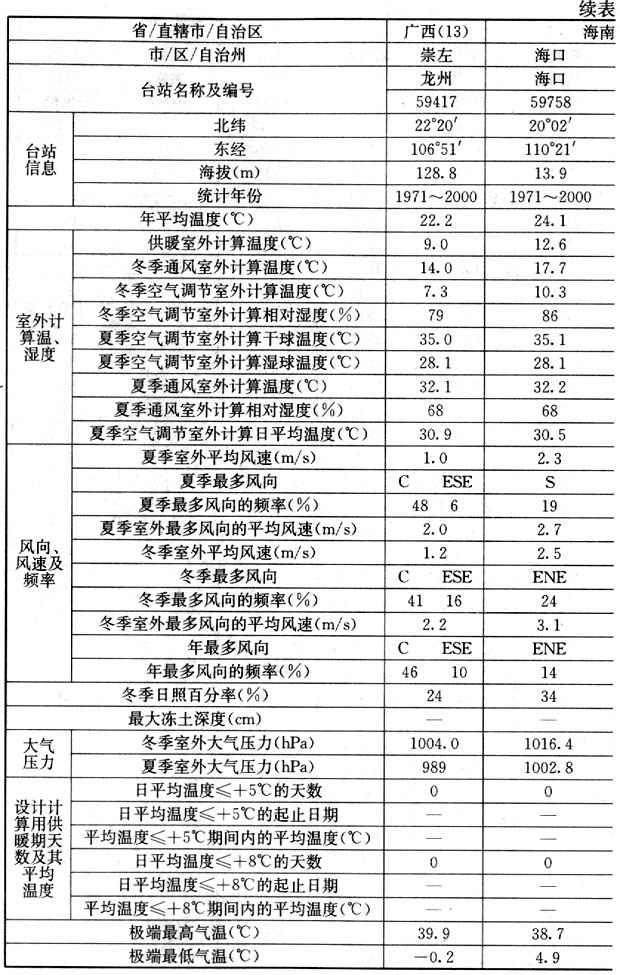 续表
省/直辖市/自治区 广西(13) 海南
市/区/自治州 崇左 海口
台站名称及编号 龙州 海口
59417 59758
台站信息 北纬 22°20′ 20°02′
东经 106°51′ 110°21′
海拔(m) 128.8 13.9
统计年份 1971～2000 1971～2000
年平均温度(℃) 22.2 24.1
室外计算温、湿度 供暖室外计算温度(℃) 9.0 12.6
冬季通风室外计算温度(℃) 14.0 17.7
冬季空气调节室外计算温度(℃) 7.3 10.3
冬季空气调节室外计算相对湿度(%) 79 86
夏季空气调节室外计算干球温度(℃) 35.0 35.1
夏季空气调节室外计算湿球温度(℃) 28.1 28.1
夏季通风室外计算温度(℃) 32.1 32.2
夏季通风室外计算相对湿度(%) 68 68
夏季空气调节室外计算日平均温度(℃) 30.9 30.5
风向、风速及频率 夏季室外平均风速(m/s) 1.0 2.3
夏季最多风向 C ESE S
夏季最多风向的频率(%) 48 6 19
夏季室外最多风向的平均风速(m/s) 2.0 2.7
冬季室外平均风速(m/s) 1.2 2.5
冬季最多风向 C ESE ENE
冬季最多风向的频率(%) 41 16 24
冬季室外最多风向的平均风速(m/s) 2.2 3.1
年最多风向 C ESE ENE
年最多风向的频率(%) 46 10 14
冬季日照百分率(%) 24 34
最大冻土深度(cm) — —
大气压力 冬季室外大气压力(hPa) 1004.0 1016.4
夏季室外大气压力(hPa) 989 1002.8
设计计算用供暖期天数及其平均温度 日平均温度≤+5℃的天数 0 0
日平均温度≤+5℃的起止日期 — —
平均温度≤+5℃期间内的平均温度(℃) — —
日平均温度≤+8℃的天数 0 0
日平均温度≤+8℃的起止日期 — —
平均温度≤+8℃期间内的平均温度(℃) — —
极端最高气温(℃) 39.9 38.7
极端最低气温(℃) －0.2 4.9